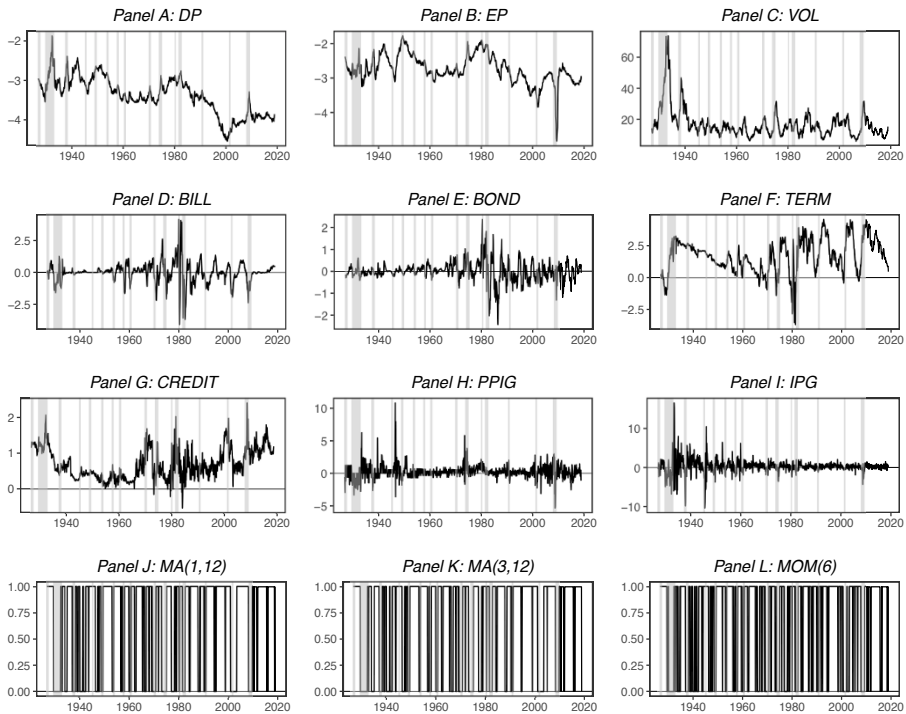 Panel A: DP
Panel B: EP
Panel C: VOL
−2
−3
−4
1940 1960 1980 2000 2020
−2
−3
−4
1940 1960 1980 2000 2020
60
40
20
1940 1960 1980 2000 2020
Panel D: BILL
Panel E: BOND
Panel F: TERM
2.5
0.0
−2.5
1940 1960 1980 2000 2020
2
1
0
−1
−2
1940 1960 1980 2000 2020
2.5
0.0
−2.5
1940 1960 1980 2000 2020
Panel G: CREDIT
Panel H: PPIG
Panel I: IPG
2
1
0
1940 1960 1980 2000 2020
10
5
0
−5
1940 1960 1980 2000 2020
10
0
−10
1940 1960 1980 2000 2020
Panel J: MA(1,12)
Panel K: MA(3,12)
Panel L: MOM(6)
1.00
0.75
0.50
0.25
0.00
1940 1960 1980 2000 2020
1.00
0.75
0.50
0.25
0.00
1940 1960 1980 2000 2020
1.00
0.75
0.50
0.25
0.00
1940 1960 1980 2000 2020